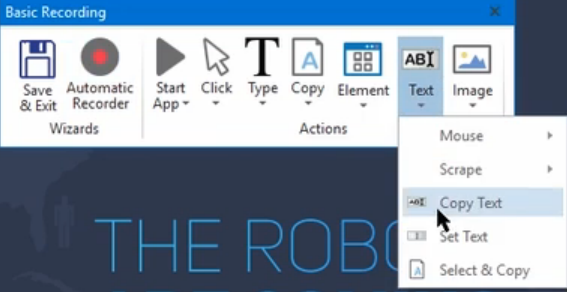 Basic Recording
Save & Exit
Automatic Recorder
Start App
Click
Type
Copy
Element
Text
Image
Wizards
Actions
Mouse
Scrape
Copy Text
Set Text
Select & Copy
THE ROBO